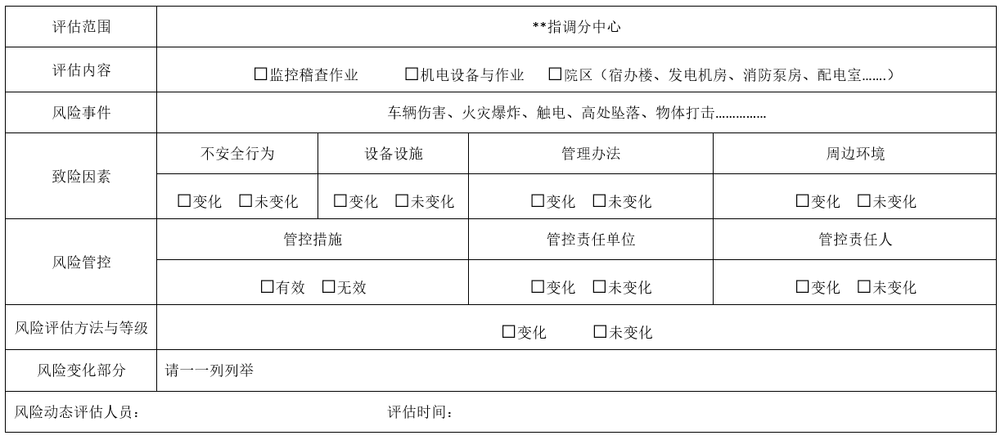 评估范围 **指调分中心
评估内容 □监控稽查作业 □机电设备与作业 □院区（宿办楼、发电机房、消防泵房、配电室.......）
风险事件 车辆伤害、火灾爆炸、触电、高处坠落、物体打击...............
致险因素 不安全行为 设备设施 管理办法 周边环境
□变化 □未变化 □变化 □未变化 □变化 □未变化 □变化 □未变化
风险管控 管控措施 管控责任单位 管控责任人
□有效 □无效 □变化 □未变化 □变化 □未变化
风险评估方法与等级 □变化 □未变化
风险变化部分 请一一列列举
风险动态评估人员： 评估时间：